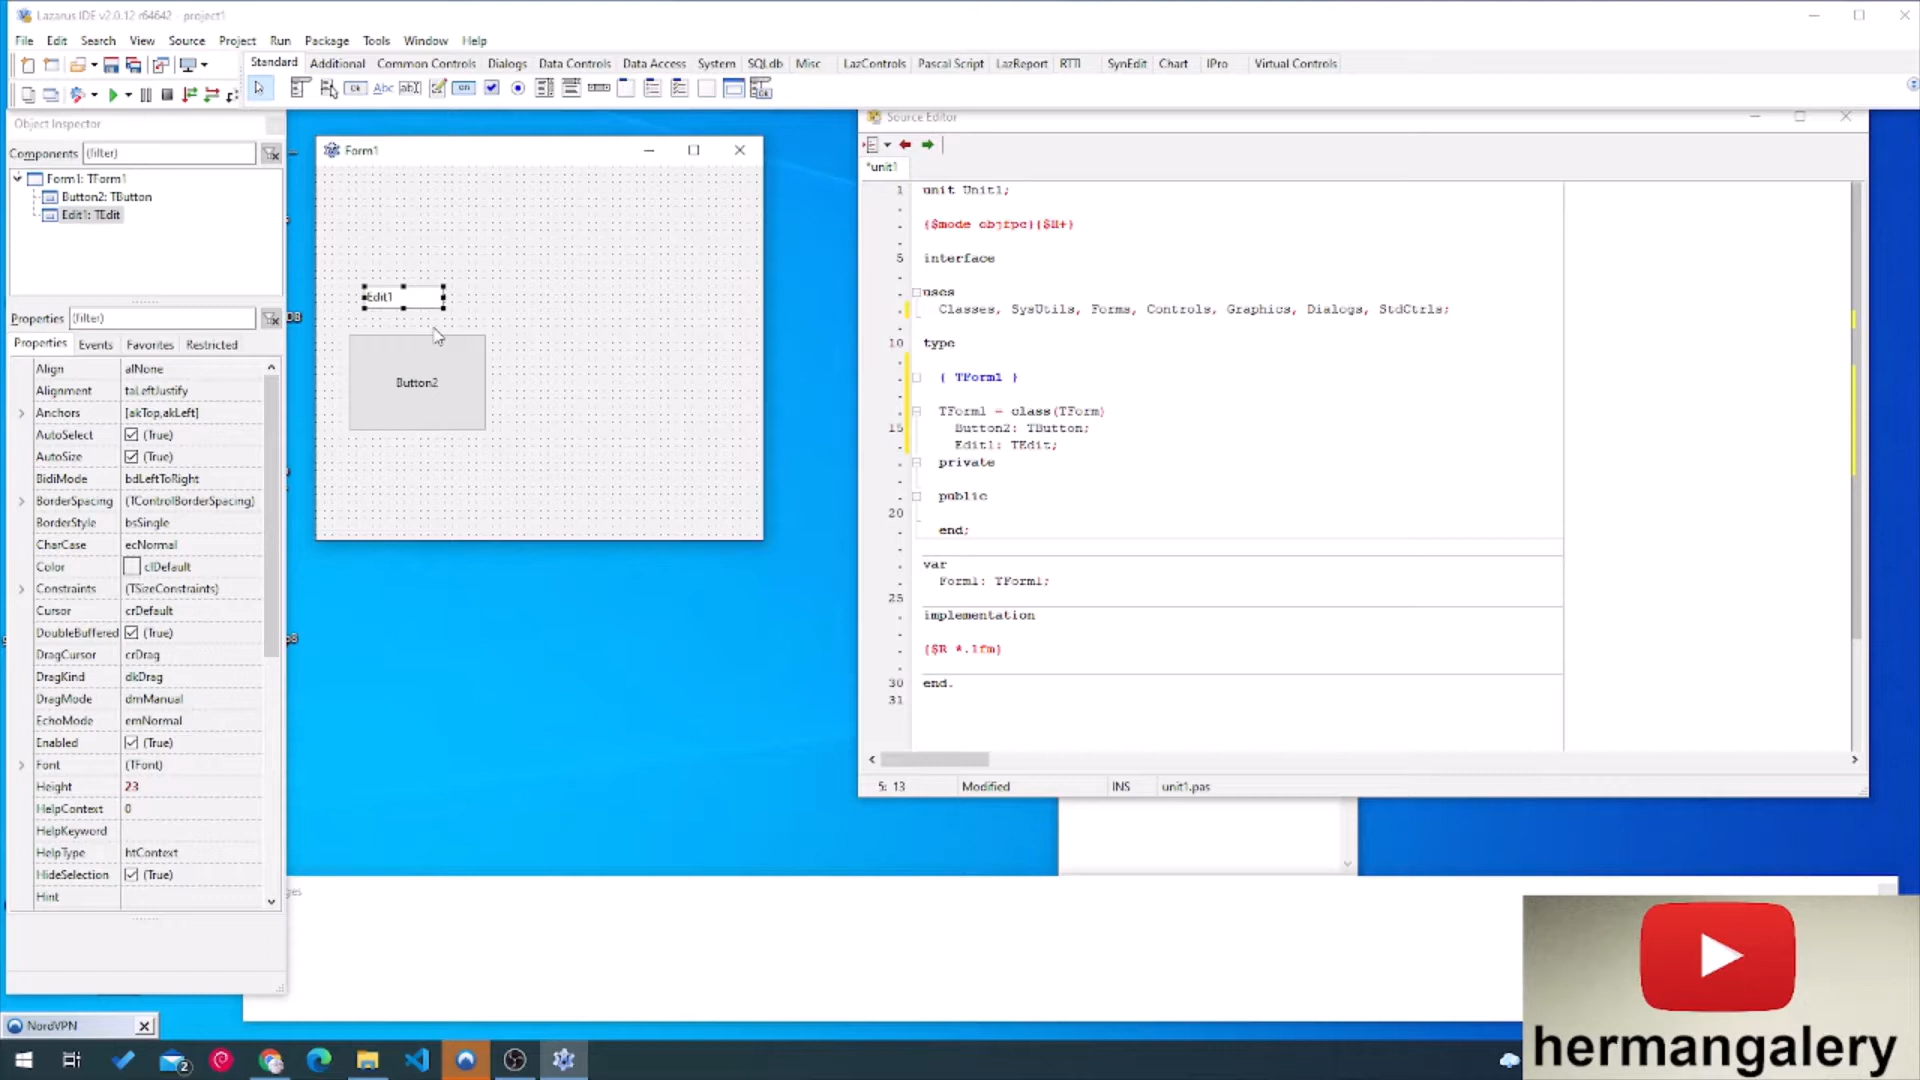 Lazarus IDE v2.0.12 r64642 - project1
File Edit Search View Source Project Run Package Tools Window Help
Standard Additional Common Controls Dialogs Data Controls Data Access System SQLdb Misc LazControls Pascal Script LazReport RTTI SynEdit Chart IPro Virtual Controls
Ok Abc abI on
Object Inspector
Components (filter)
Form1: TForm1
Button2: TButton
Edit1: TEdit
Properties (filter)
Properties Events Favorites Restricted
Align alNone
Alignment taLeftJustify
Anchors [akTop,akLeft]
AutoSelect (True)
AutoSize (True)
BidiMode bdLeftToRight
BorderSpacing (TControlBorderSpacing)
BorderStyle bsSingle
CharCase ecNormal
Color clDefault
Constraints (TSizeConstraints)
Cursor crDefault
DoubleBuffered (True)
DragCursor crDrag
DragKind dkDrag
DragMode dmManual
EchoMode emNormal
Enabled (True)
Font (TFont)
Height 23
HelpContext 0
HelpKeyword
HelpType htContext
HideSelection (True)
Hint
Form1
Edit1
Button2
Source Editor
*unit1
1 unit Unit1;
{$mode objfpc}{$H+}
5 interface
uses
Classes, SysUtils, Forms, Controls, Graphics, Dialogs, StdCtrls;
10 type
{ TForm1 }
TForm1 = class(TForm)
15 Button2: TButton;
Edit1: TEdit;
private
public
20
end;
var
Form1: TForm1;
25
implementation
{$R *.lfm}
30 end.
31
5: 13 Modified INS unit1.pas
NordVPN
2
hermangalery